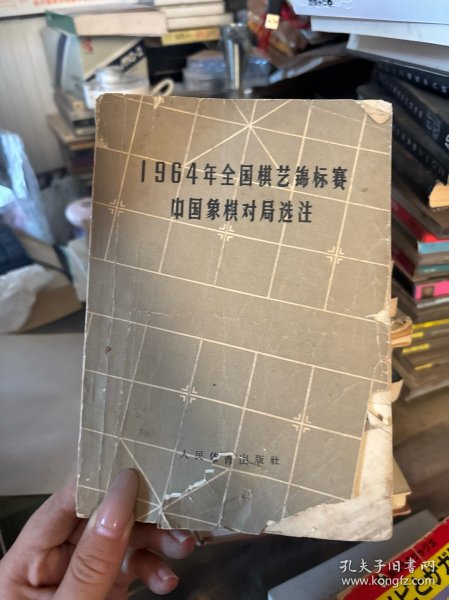 1964年全国棋艺锦标赛
中国象棋对局选注
人民体育出版社
孔夫子旧书网
www.kongfz.com